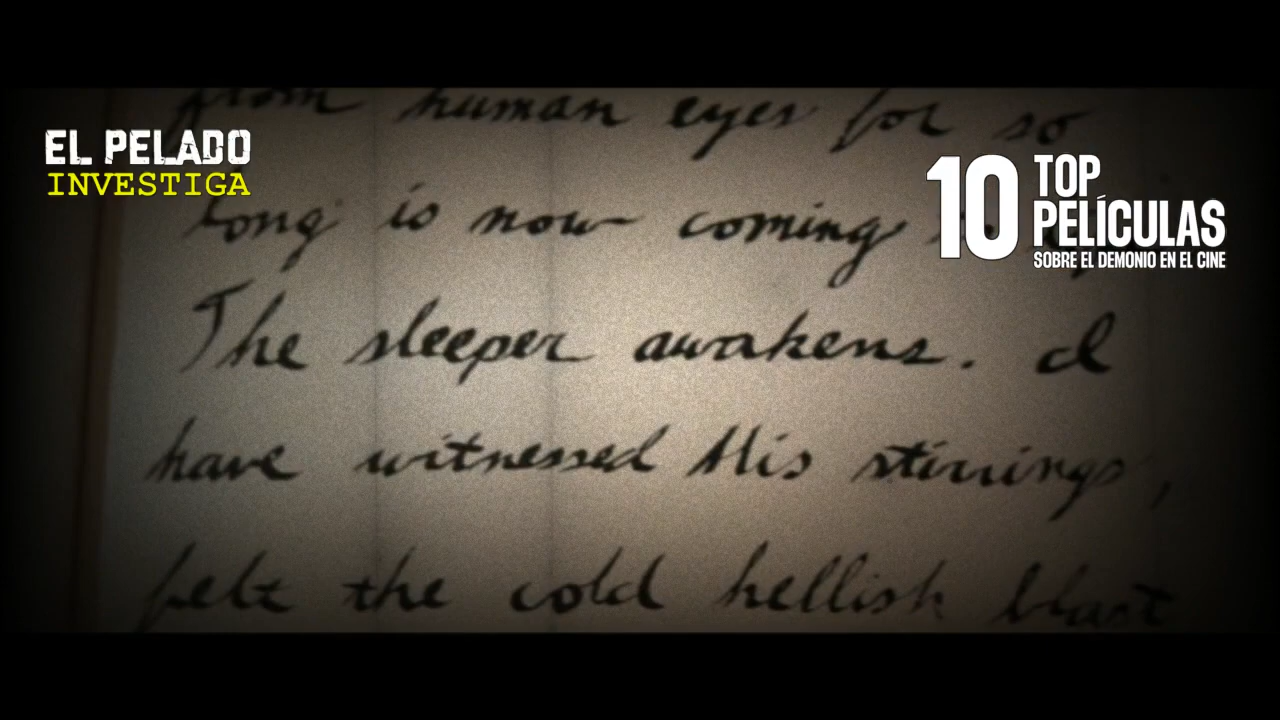 from human eyes for so
EL PELADO
INVESTIGA
10 TOP
PELÍCULAS
SOBRE EL DEMONIO EN EL CINE
long is now coming
The sleeper awakens. I
have witnessed His stirrings,
felt the cold hellish blast